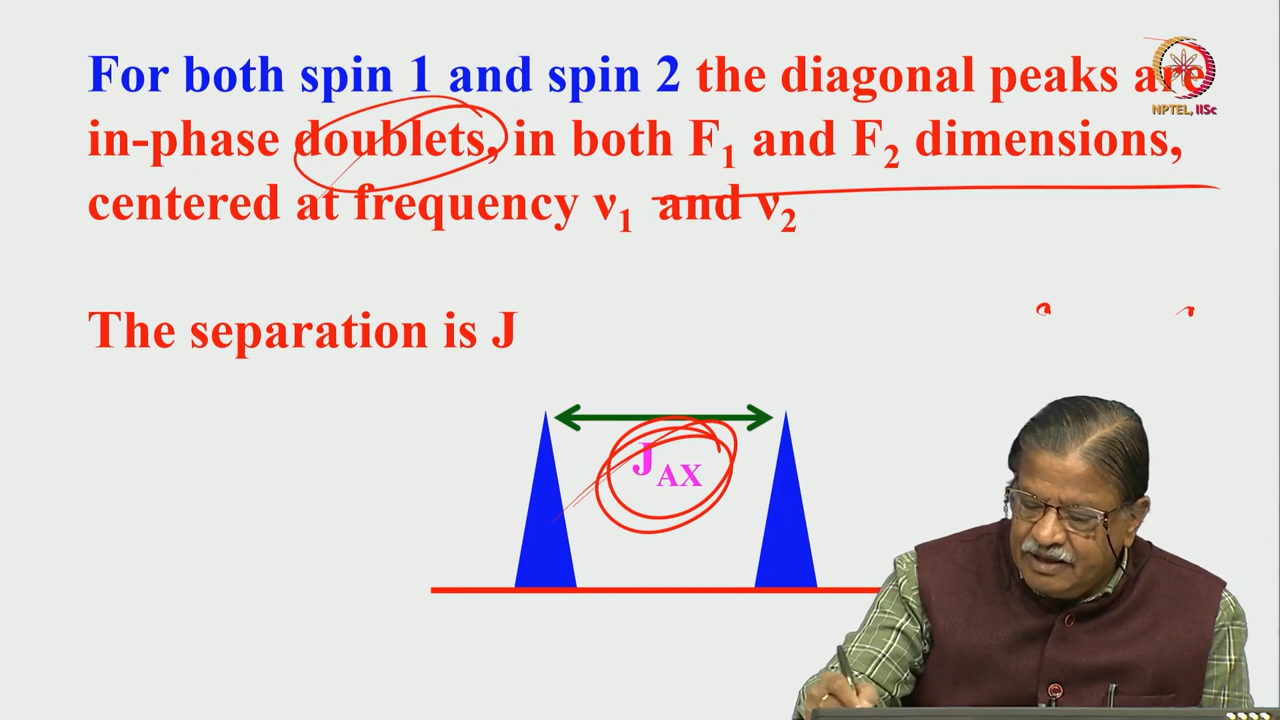 For both spin 1 and spin 2 the diagonal peaks are
in-phase doublets, in both F₁ and F₂ dimensions,
centered at frequency ν₁ and ν₂
The separation is J
J_AX
NPTEL, IISc